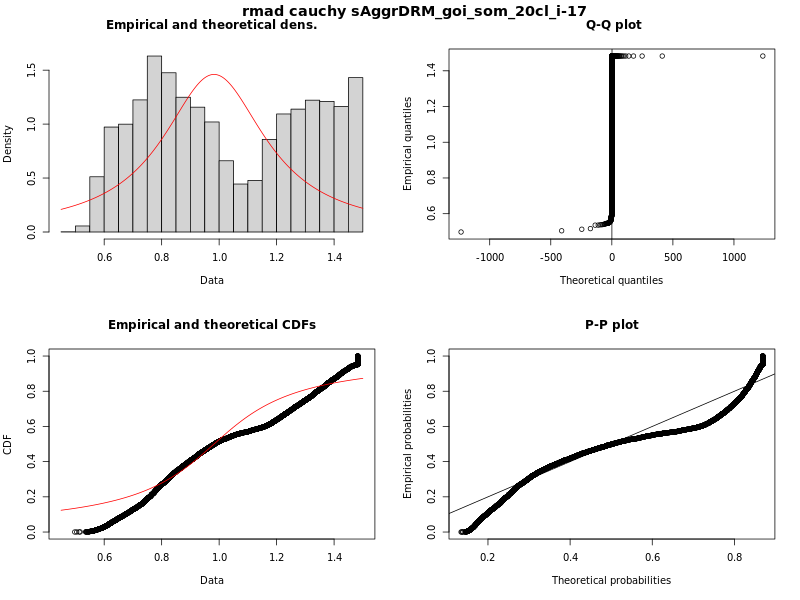 rmad cauchy sAggrDRM_goi_som_20cl_i-17
Empirical and theoretical dens.
Density
0.0 0.5 1.0 1.5
0.6 0.8 1.0 1.2 1.4
Data
Q-Q plot
Empirical quantiles
0.6 0.8 1.0 1.2 1.4
-1000 -500 0 500 1000
Theoretical quantiles
Empirical and theoretical CDFs
CDF
0.0 0.2 0.4 0.6 0.8 1.0
0.6 0.8 1.0 1.2 1.4
Data
P-P plot
Empirical probabilities
0.0 0.2 0.4 0.6 0.8 1.0
0.2 0.4 0.6 0.8
Theoretical probabilities